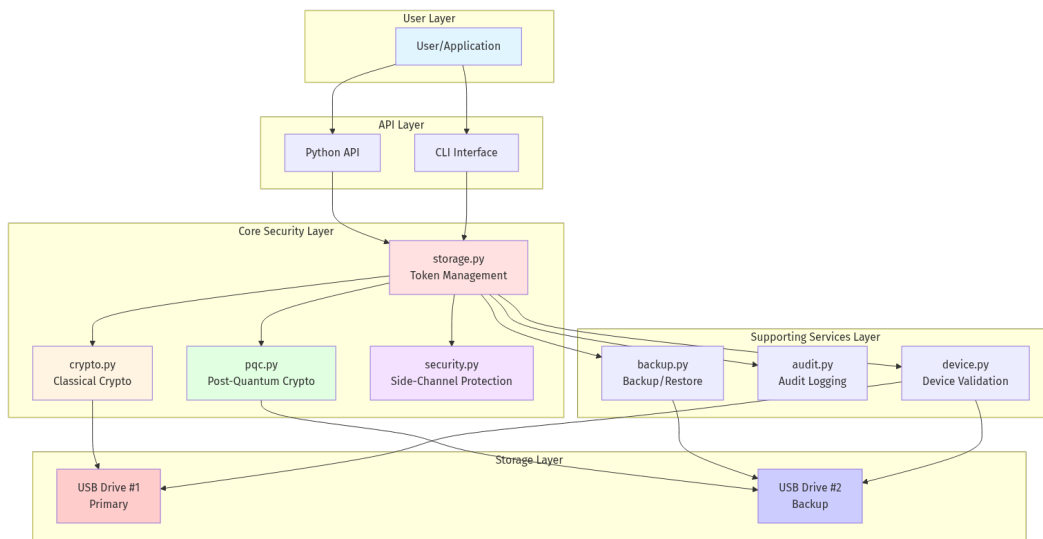 User Layer
User/Application
API Layer
Python API
CLI Interface
Core Security Layer
storage.py
Token Management
crypto.py
Classical Crypto
pqc.py
Post-Quantum Crypto
security.py
Side-Channel Protection
Supporting Services Layer
backup.py
Backup/Restore
audit.py
Audit Logging
device.py
Device Validation
Storage Layer
USB Drive #1
Primary
USB Drive #2
Backup